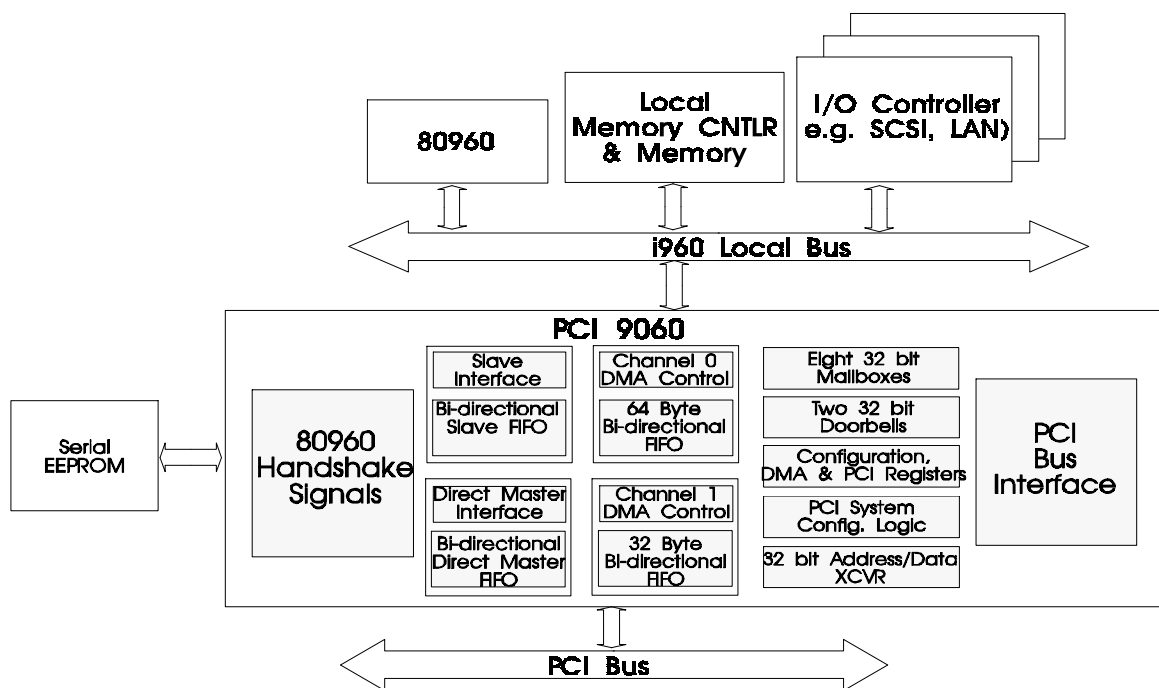 80960
Local
Memory CNTLR
& Memory
I/O Controller
e.g. SCSI, LAN)
i960 Local Bus
PCI 9060
Serial
EEPROM
80960
Handshake
Signals
Slave
Interface
Bi-directional
Slave FIFO
Channel 0
DMA Control
64 Byte
Bi-directional
FIFO
Direct Master
Interface
Bi-directional
Direct Master
FIFO
Channel 1
DMA Control
32 Byte
Bi-directional
FIFO
Eight 32 bit
Mailboxes
Two 32 bit
Doorbells
Configuration,
DMA & PCI Registers
PCI System
Config. Logic
32 bit Address/Data
XCVR
PCI
Bus
Interface
PCI Bus